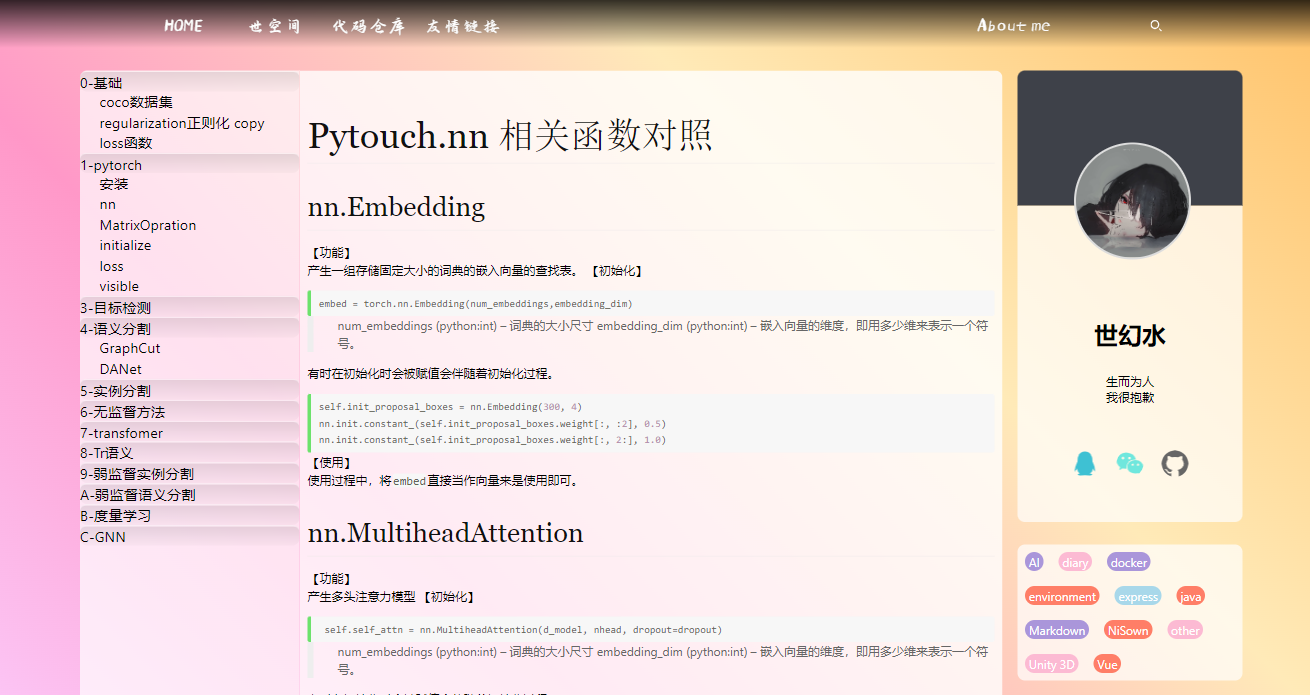 HOME 世空间 代码仓库 友情链接 About me
0-基础
coco数据集
regularization正则化 copy
loss函数
1-pytorch
安装
nn
MatrixOpration
initialize
loss
visible
3-目标检测
4-语义分割
GraphCut
DANet
5-实例分割
6-无监督方法
7-transfomer
8-Tr语义
9-弱监督实例分割
A-弱监督语义分割
B-度量学习
C-GNN
Pytouch.nn 相关函数对照
nn.Embedding
【功能】
产生一组存储固定大小的词典的嵌入向量的查找表。 【初始化】
embed = torch.nn.Embedding(num_embeddings,embedding_dim)
num_embeddings (python:int) – 词典的大小尺寸 embedding_dim (python:int) – 嵌入向量的维度，即用多少维来表示一个符
号。
有时在初始化时会被赋值会伴随着初始化过程。
self.init_proposal_boxes = nn.Embedding(300, 4)
nn.init.constant_(self.init_proposal_boxes.weight[:, :2], 0.5)
nn.init.constant_(self.init_proposal_boxes.weight[:, 2:], 1.0)
【使用】
使用过程中，将embed直接当作向量来是使用即可。
nn.MultiheadAttention
【功能】
产生多头注意力模型 【初始化】
self.self_attn = nn.MultiheadAttention(d_model, nhead, dropout=dropout)
num_embeddings (python:int) – 词典的大小尺寸 embedding_dim (python:int) – 嵌入向量的维度，即用多少维来表示一个符
号。
世幻水
生而为人
我很抱歉
AI diary docker
environment express java
Markdown NiSown other
Unity 3D Vue